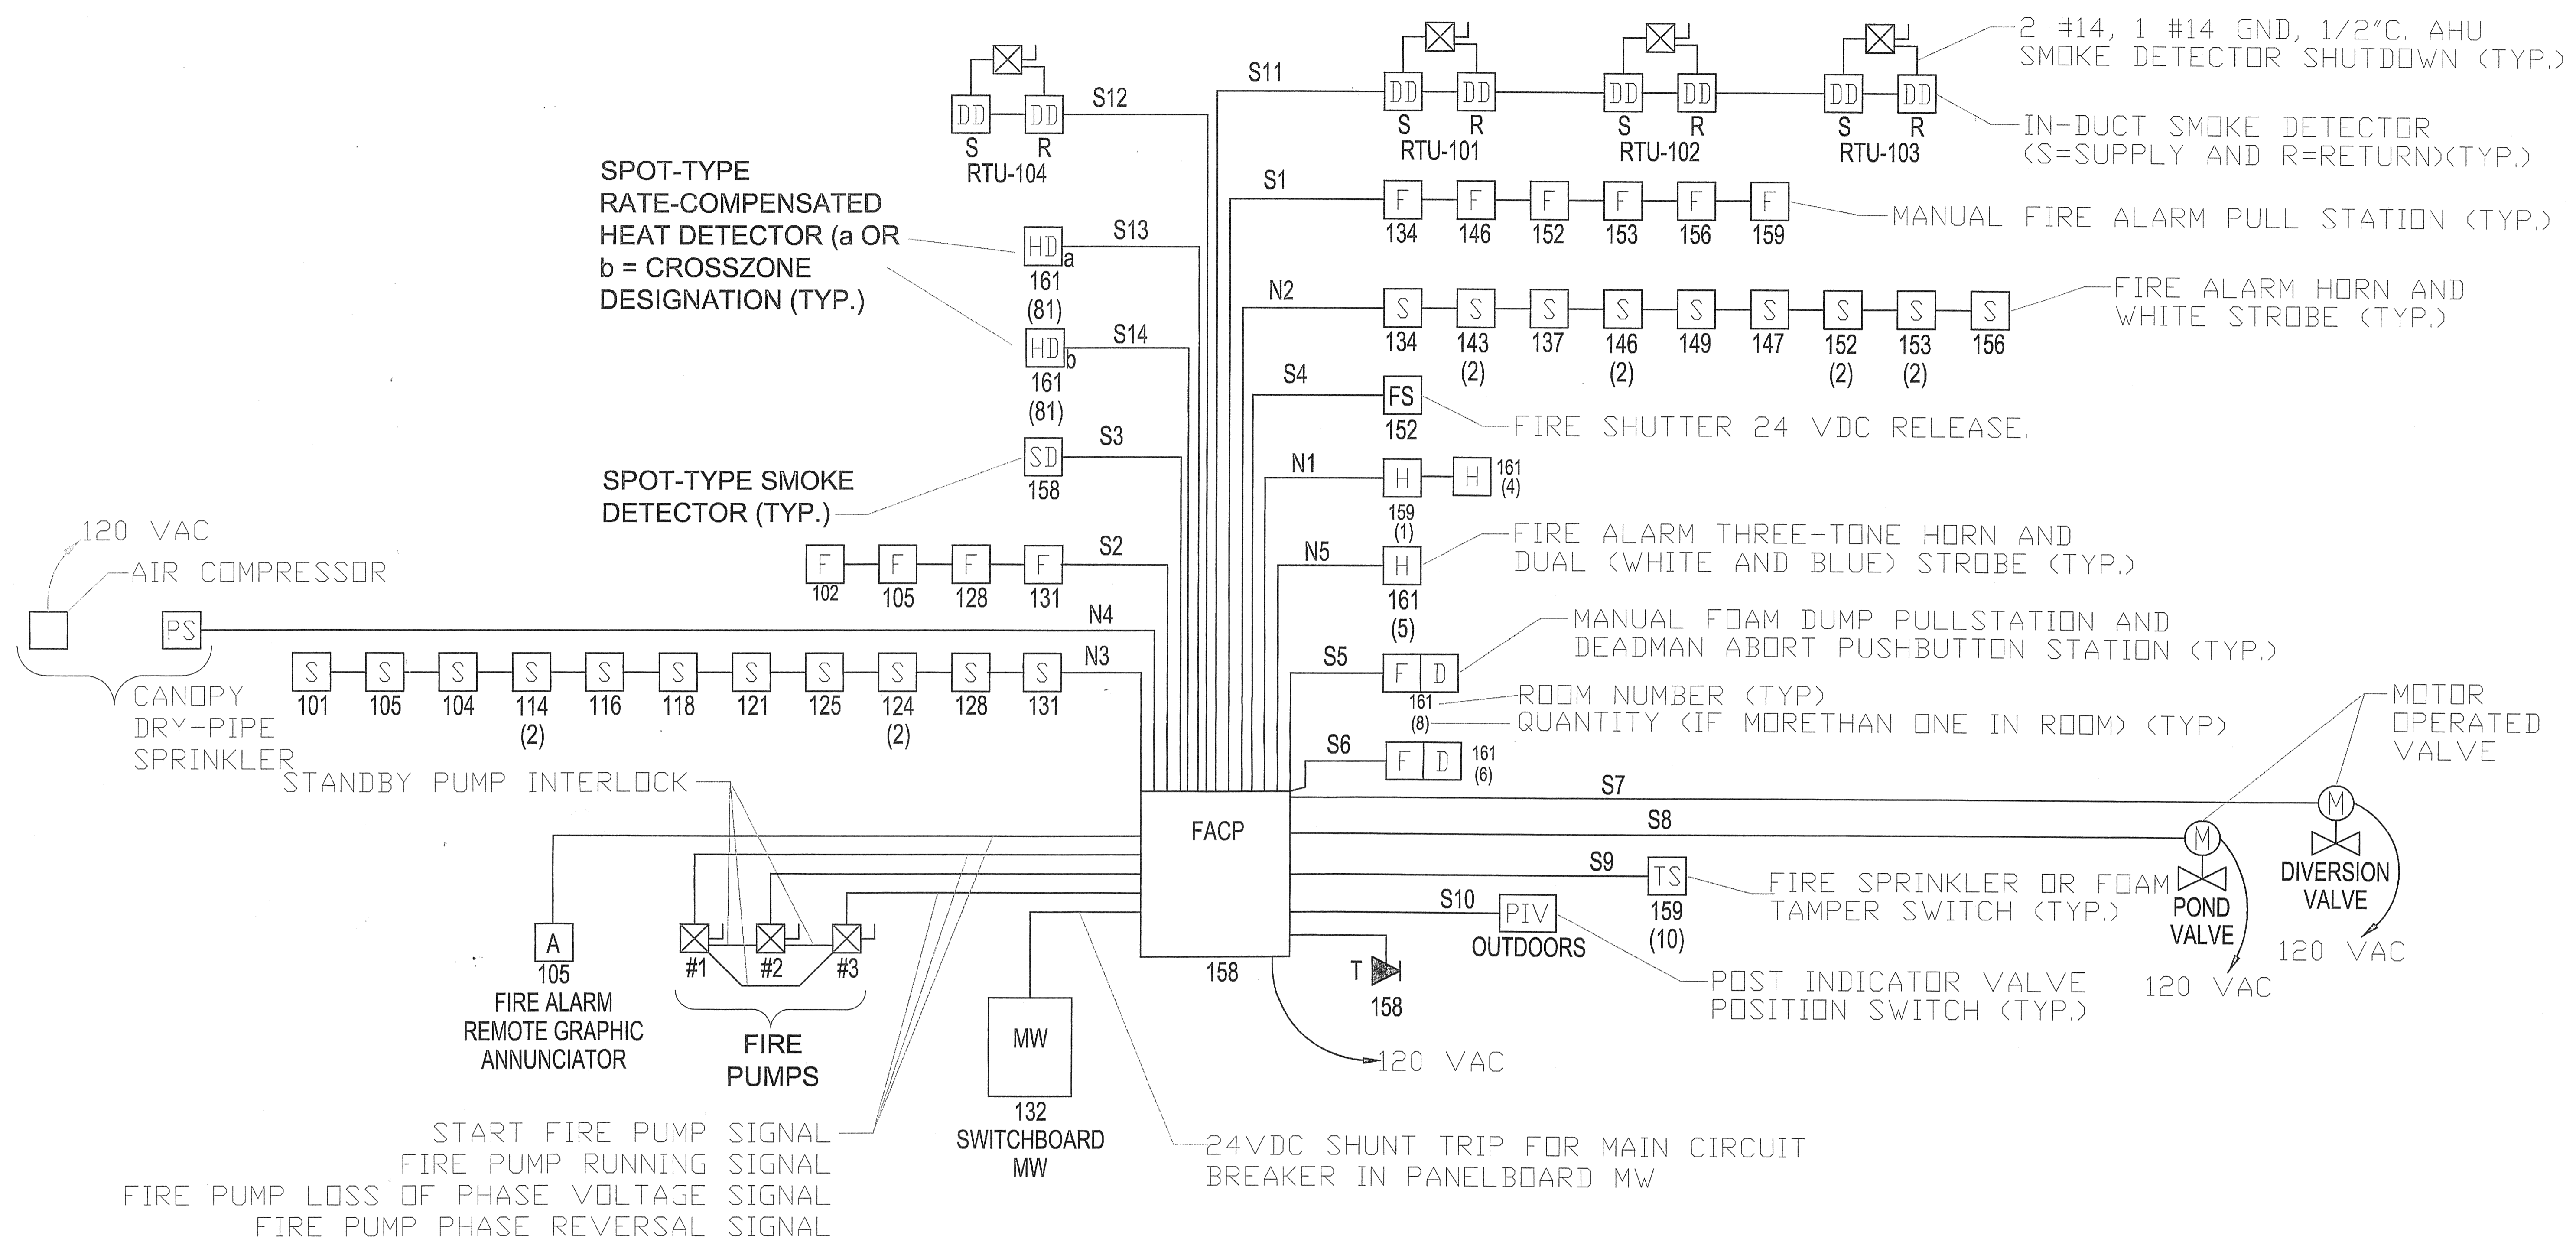 2 #14, 1 #14 GND, 1/2"C. AHU
SMOKE DETECTOR SHUTDOWN (TYP.)
S11
DD
DD
DD
DD
DD
DD
S
R
S
R
S
R
RTU-101
RTU-102
RTU-103
IN-DUCT SMOKE DETECTOR
(S=SUPPLY AND R=RETURN)(TYP.)
S12
DD
DD
S
R
RTU-104
SPOT-TYPE
RATE-COMPENSATED
HEAT DETECTOR (a OR
b = CROSSZONE
DESIGNATION (TYP.)
S13
HD
a
161
(81)
S14
HD
b
161
(81)
S1
F
F
F
F
F
F
134
146
152
153
156
159
MANUAL FIRE ALARM PULL STATION (TYP.)
N2
S
S
S
S
S
S
S
S
S
134
143
137
146
149
147
152
153
156
(2)
(2)
(2)
(2)
FIRE ALARM HORN AND
WHITE STROBE (TYP.)
S4
FS
152
FIRE SHUTTER 24 VDC RELEASE.
S3
SD
158
SPOT-TYPE SMOKE
DETECTOR (TYP.)
N1
H
H
161
(4)
159
(1)
N5
H
161
(5)
FIRE ALARM THREE-TONE HORN AND
DUAL (WHITE AND BLUE) STROBE (TYP.)
S2
F
F
F
F
102
105
128
131
120 VAC
AIR COMPRESSOR
PS
N4
CANOPY
DRY-PIPE
SPRINKLER
N3
S
S
S
S
S
S
S
S
S
S
S
101
105
104
114
116
118
121
125
124
128
131
(2)
(2)
S5
F
D
161
(8)
MANUAL FOAM DUMP PULLSTATION AND
DEADMAN ABORT PUSHBUTTON STATION (TYP.)
ROOM NUMBER (TYP)
QUANTITY (IF MORETHAN ONE IN ROOM) (TYP)
S6
F
D
161
(6)
MOTOR
OPERATED
VALVE
STANDBY PUMP INTERLOCK
FACP
158
S7
M
DIVERSION
VALVE
120 VAC
S8
M
POND
VALVE
120 VAC
S9
TS
159
(10)
FIRE SPRINKLER OR FOAM
TAMPER SWITCH (TYP.)
S10
PIV
OUTDOORS
POST INDICATOR VALVE
POSITION SWITCH (TYP.)
T
158
120 VAC
A
105
FIRE ALARM
REMOTE GRAPHIC
ANNUNCIATOR
#1
#2
#3
FIRE
PUMPS
MW
132
SWITCHBOARD
MW
START FIRE PUMP SIGNAL
FIRE PUMP RUNNING SIGNAL
FIRE PUMP LOSS OF PHASE VOLTAGE SIGNAL
FIRE PUMP PHASE REVERSAL SIGNAL
24VDC SHUNT TRIP FOR MAIN CIRCUIT
BREAKER IN PANELBOARD MW